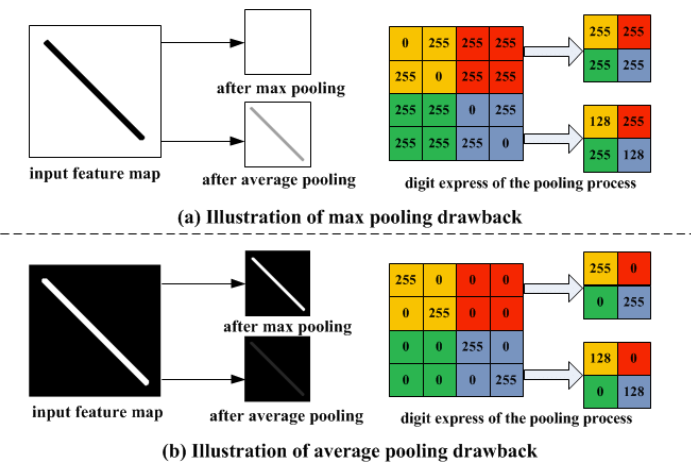 after max pooling
input feature map
after average pooling
0 255 255 255
255 0 255 255
255 255 0 255
255 255 255 0
255 255
255 255
128 255
255 128
digit express of the pooling process
(a) Illustration of max pooling drawback
after max pooling
input feature map
after average pooling
255 0 0 0
0 255 0 0
0 0 255 0
0 0 0 255
255 0
0 255
128 0
0 128
digit express of the pooling process
(b) Illustration of average pooling drawback